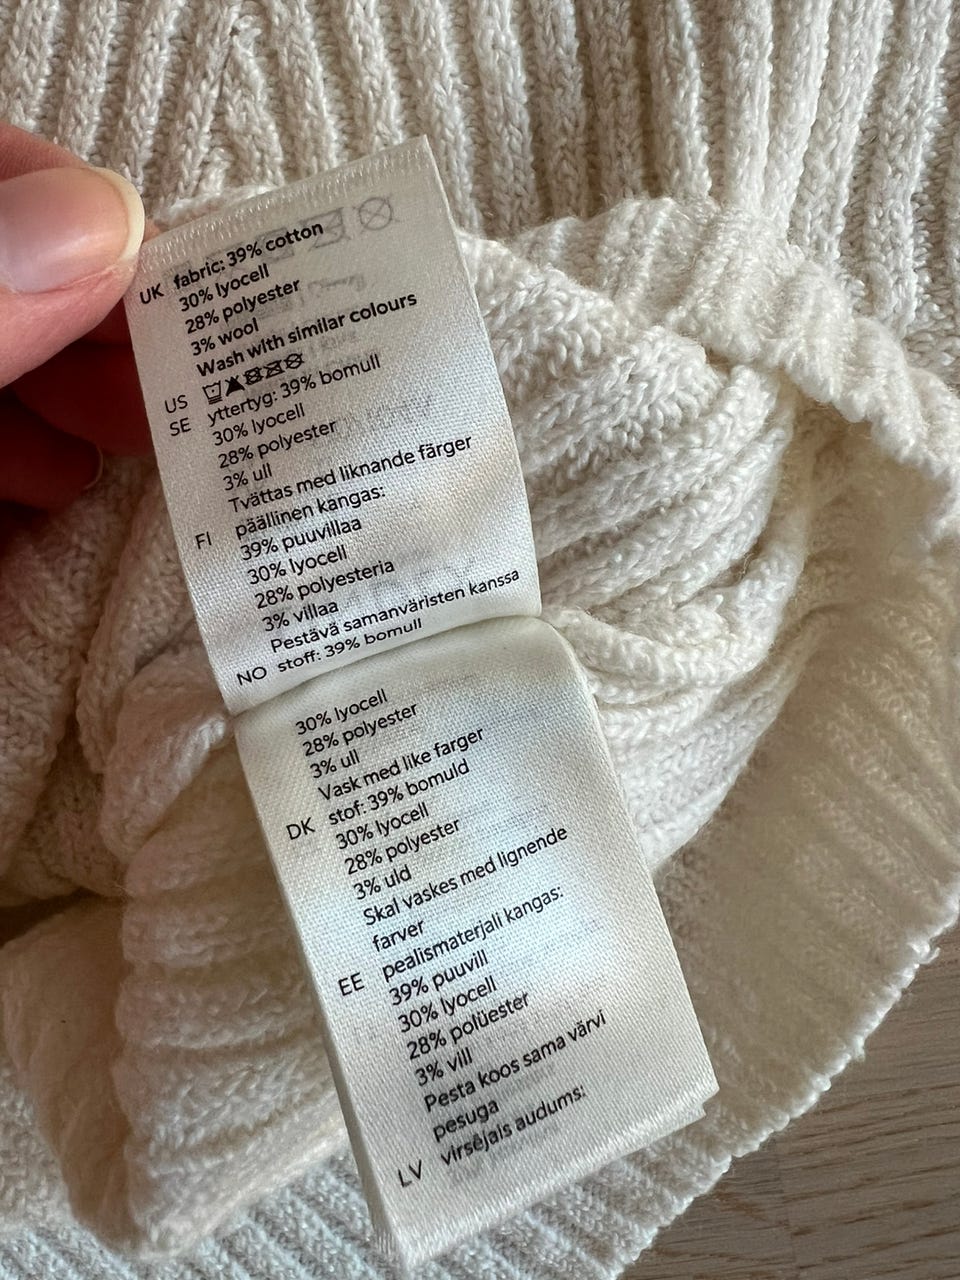 UK fabric: 39% cotton
30% lyocell
28% polyester
3% wool
Wash with similar colours
US
SE yttertyg: 39% bomull
30% lyocell
28% polyester
3% ull
Tvättas med liknande färger
FI päällinen kangas:
39% puuvillaa
30% lyocell
28% polyesteria
3% villaa
Pestävä samanväristen kanssa
NO stoff: 39% bomull
30% lyocell
28% polyester
3% ull
Vask med like farger
DK stof: 39% bomuld
30% lyocell
28% polyester
3% uld
Skal vaskes med lignende
farver
EE pealismaterjali kangas:
39% puuvill
30% lyocell
28% polüester
3% vill
Pesta koos sama värvi
pesuga
LV virsējais audums: